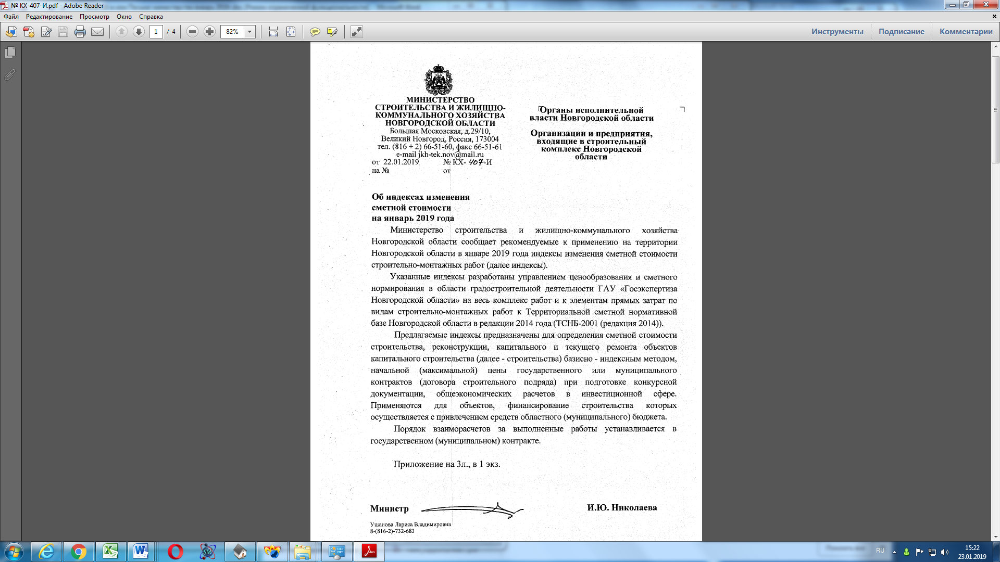 № КХ-407-И.pdf - Adobe Reader
Файл Редактирование Просмотр Окно Справка
1 / 4 82% Инструменты Подписание Комментарии
МИНИСТЕРСТВО
СТРОИТЕЛЬСТВА И ЖИЛИЩНО-
КОММУНАЛЬНОГО ХОЗЯЙСТВА
НОВГОРОДСКОЙ ОБЛАСТИ
Большая Московская, д.29/10,
Великий Новгород, Россия, 173004
тел. (816 + 2) 66-51-60, факс 66-51-61
e-mail jkh-tek.nov@mail.ru
от 22.01.2019 № КХ- 407-И
на № от
Органы исполнительной
власти Новгородской области
Организации и предприятия,
входящие в строительный
комплекс Новгородской
области
Об индексах изменения
сметной стоимости
на январь 2019 года
Министерство строительства и жилищно-коммунального хозяйства
Новгородской области сообщает рекомендуемые к применению на территории
Новгородской области в январе 2019 года индексы изменения сметной стоимости
строительно-монтажных работ (далее индексы).
Указанные индексы разработаны управлением ценообразования и сметного
нормирования в области градостроительной деятельности ГАУ «Госэкспертиза
Новгородской области» на весь комплекс работ и к элементам прямых затрат по
видам строительно-монтажных работ к Территориальной сметной нормативной
базе Новгородской области в редакции 2014 года (ТСНБ-2001 (редакция 2014)).
Предлагаемые индексы предназначены для определения сметной стоимости
строительства, реконструкции, капитального и текущего ремонта объектов
капитального строительства (далее - строительства) базисно - индексным методом,
начальной (максимальной) цены государственного или муниципального
контрактов (договора строительного подряда) при подготовке конкурсной
документации, общеэкономических расчетов в инвестиционной сфере.
Применяются для объектов, финансирование строительства которых
осуществляется с привлечением средств областного (муниципального) бюджета.
Порядок взаиморасчетов за выполненные работы устанавливается в
государственном (муниципальном) контракте.
Приложение на 3л., в 1 экз.
Министр И.Ю. Николаева
Ушанова Лариса Владимировна
8-(816-2)-732-683
RU 15:22
23.01.2019